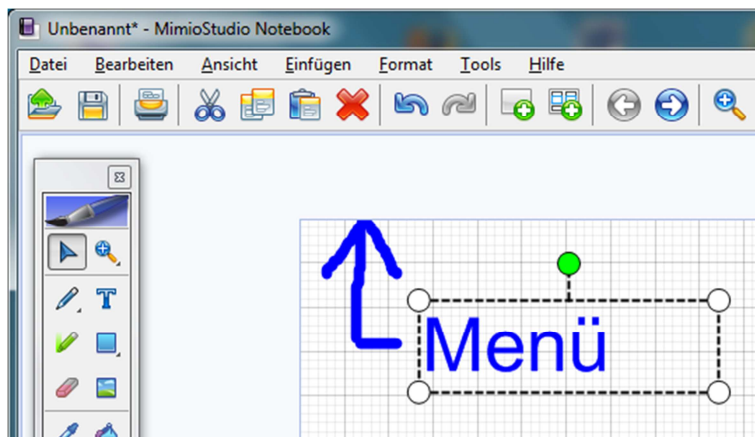 Unbenannt* - MimioStudio Notebook
Datei Bearbeiten Ansicht Einfügen Format Tools Hilfe
T
Menü